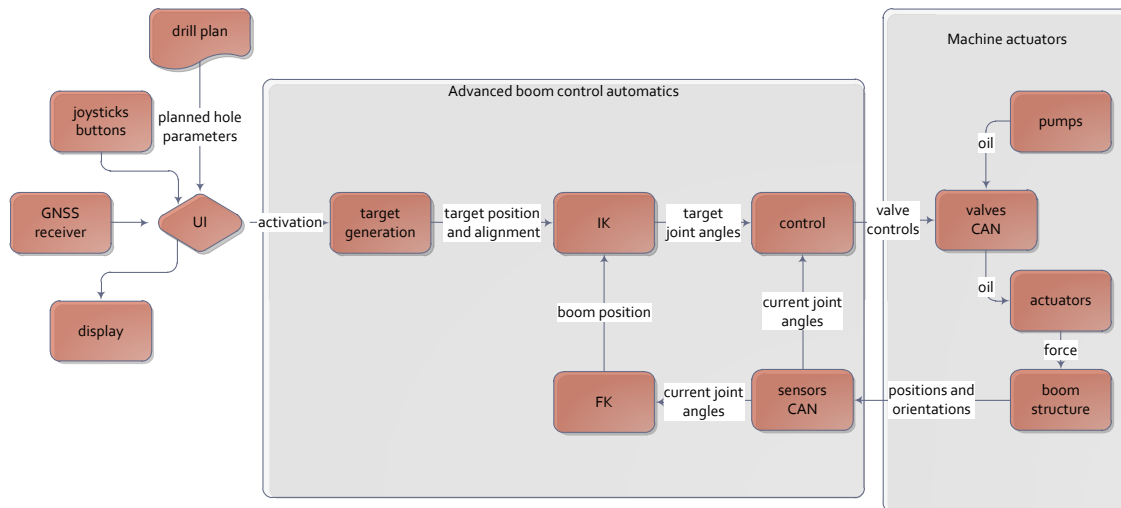 drill plan
Machine actuators
Advanced boom control automatics
joysticks
buttons
planned hole
parameters
pumps
oil
GNSS
receiver
UI
activation
target
generation
target position
and alignment
IK
target
joint angles
control
valve
controls
valves
CAN
oil
actuators
display
boom position
current joint
angles
force
FK
current joint
angles
sensors
CAN
positions and
orientations
boom
structure